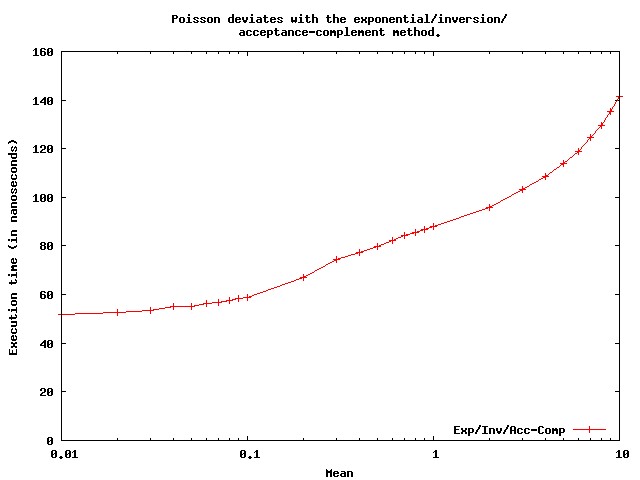 Poisson deviates with the exponential/inversion/
acceptance-complement method.
160
140
120
100
80
60
40
20
0
Execution time (in nanoseconds)
Exp/Inv/Acc-Comp
0.01 0.1 1 10
Mean